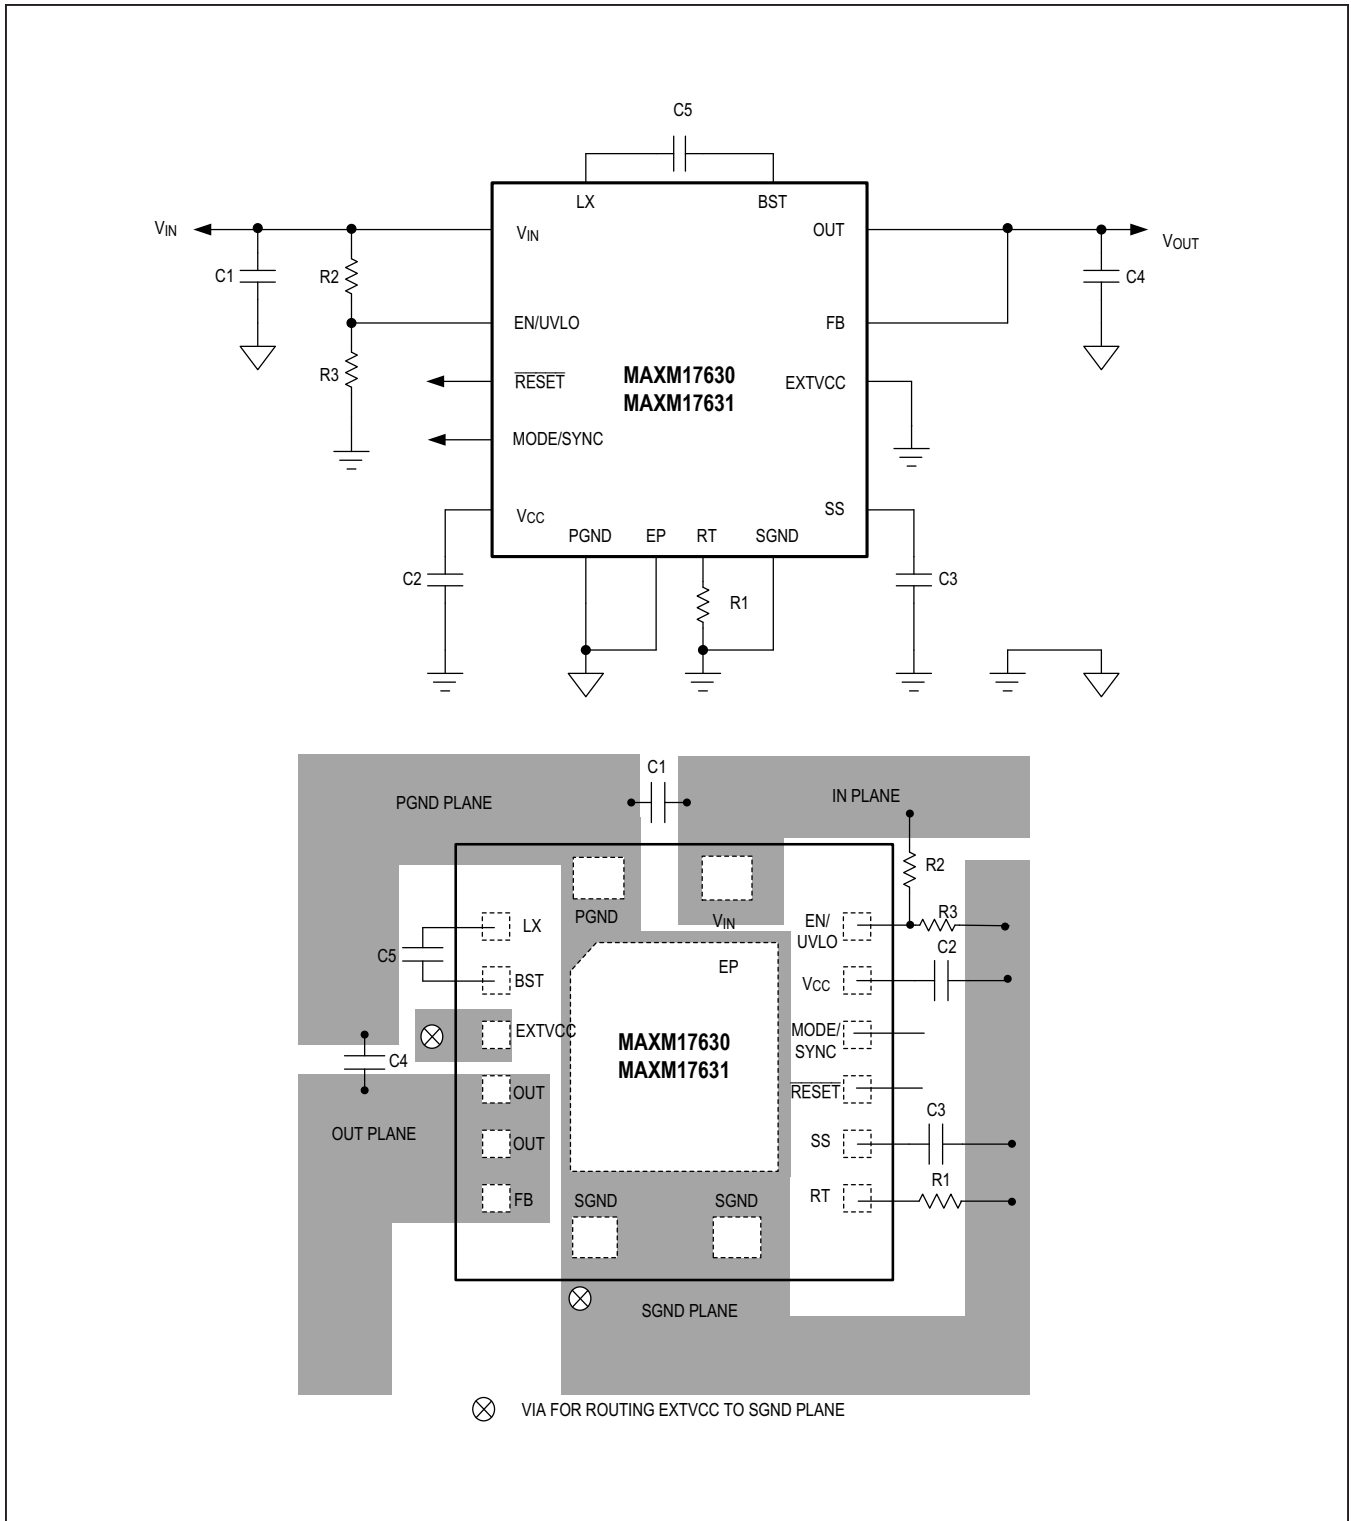 C5
LX BST
VIN VIN OUT VOUT
C1 R2 C4
EN/UVLO FB
R3 RESET MAXM17630 EXTVCC
MAXM17631
MODE/SYNC
VCC SS
PGND EP RT SGND
C2 R1 C3
C1
PGND PLANE IN PLANE
R2
PGND VIN EN/
UVLO
R3
LX
C5 EP C2
BST VCC
EXTVCC MAXM17630 MODE/
SYNC
C4 MAXM17631
OUT RESET
C3
OUT PLANE OUT SS
R1
FB SGND SGND RT
SGND PLANE
VIA FOR ROUTING EXTVCC TO SGND PLANE